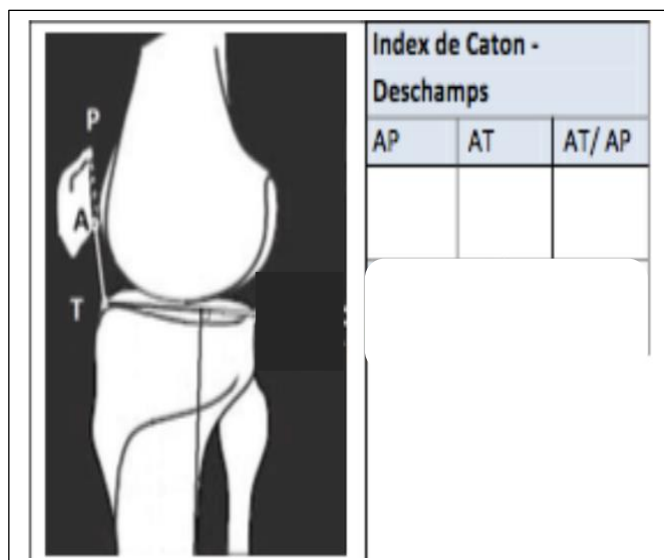 Index de Caton -
Deschamps
AP AT AT/ AP
P
A
T